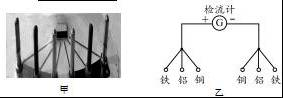 检流计
+ G -
铁 铝 铜 铜 铝 铁
甲 乙